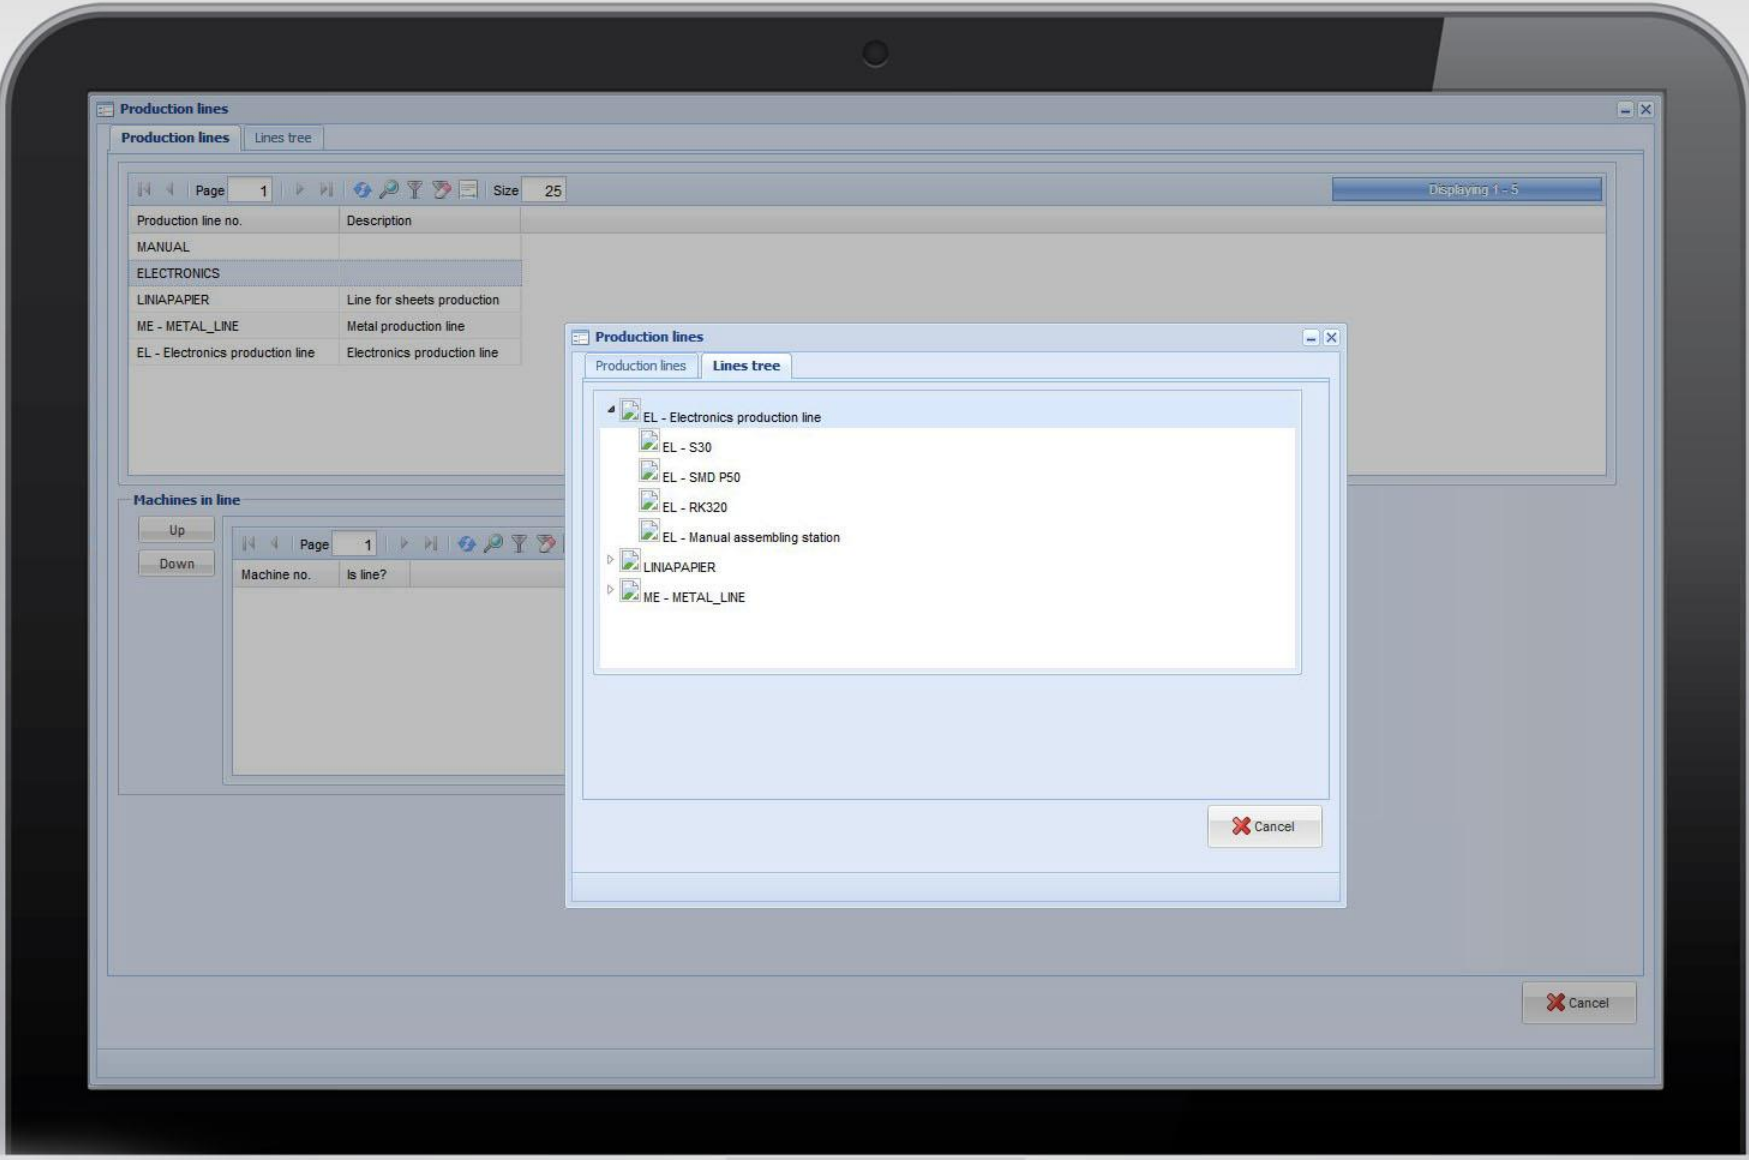 Production lines
Production lines Lines tree
Page 1 Size 25 Displaying 1 - 5
Production line no. Description
MANUAL
ELECTRONICS
LINIAPAPIER Line for sheets production
ME - METAL_LINE Metal production line
EL - Electronics production line Electronics production line
Machines in line
Up
Down
Page 1
Machine no. Is line?
Production lines
Production lines Lines tree
EL - Electronics production line
EL - S30
EL - SMD P50
EL - RK320
EL - Manual assembling station
LINIAPAPIER
ME - METAL_LINE
Cancel
Cancel